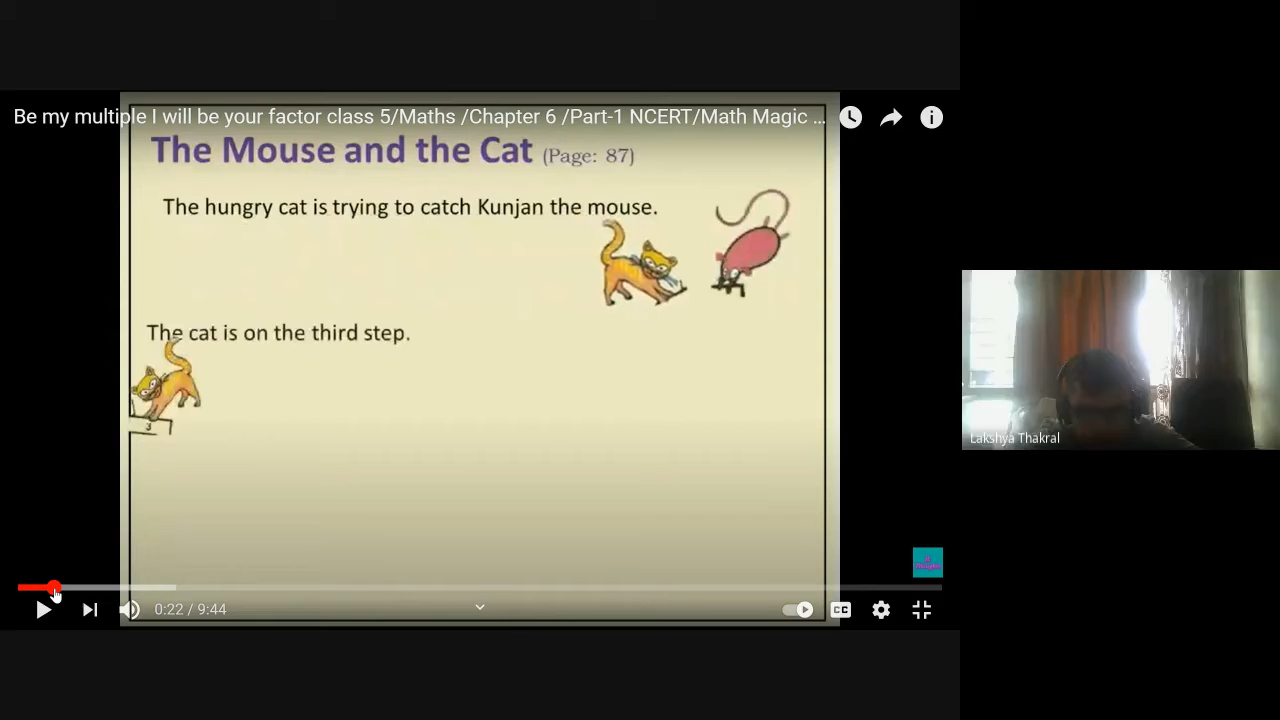 Be my multiple I will be your factor class 5/Maths /Chapter 6 /Part-1 NCERT/Math Magic ...
The Mouse and the Cat (Page: 87)
The hungry cat is trying to catch Kunjan the mouse.
The cat is on the third step.
3
Lakshya Thakral
0:22 / 9:44
CC